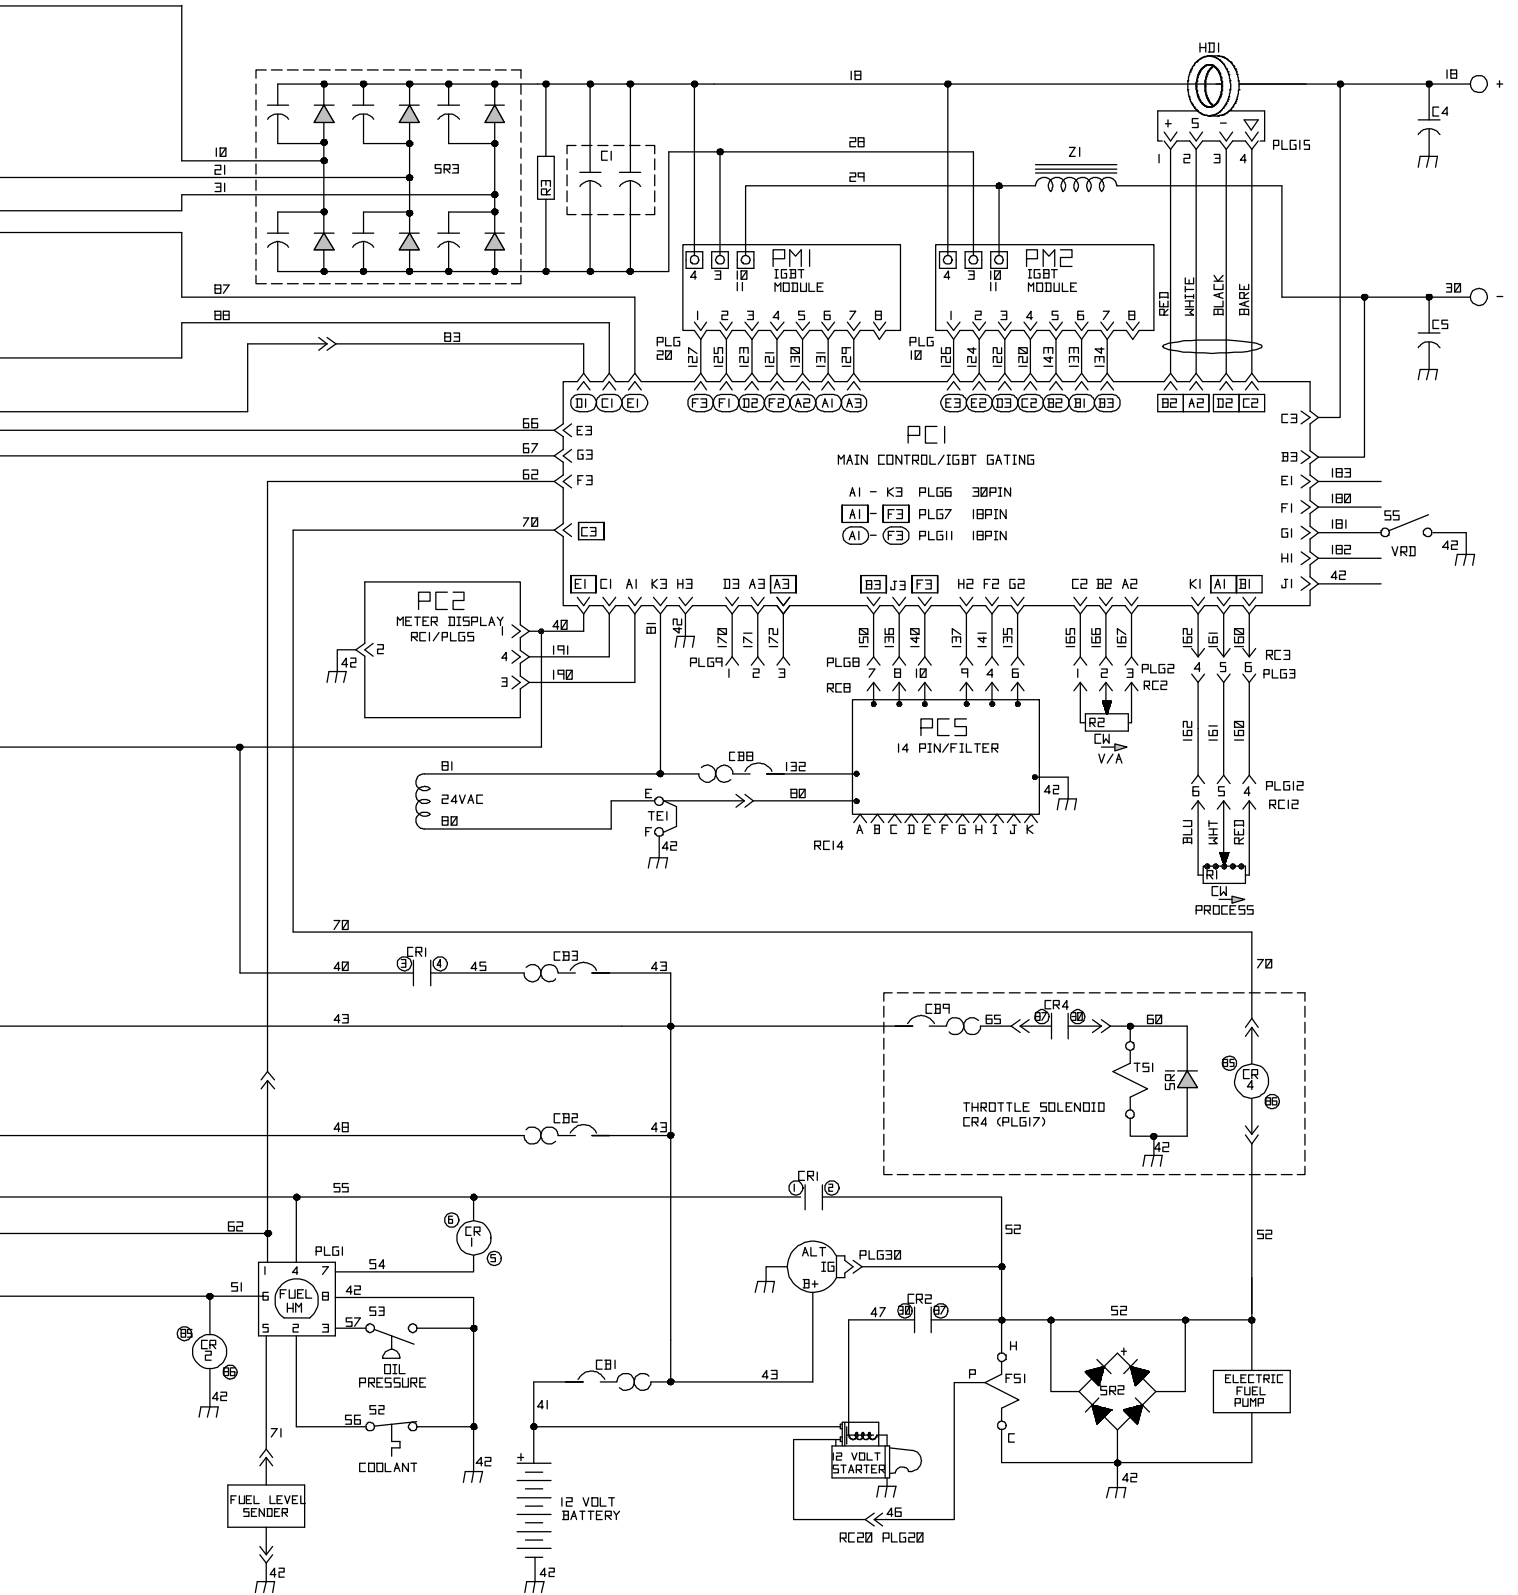 HD1
18
18
+
C4
+ S -
1 2 3 4
PLG15
10
21
31
SR3
R3
C1
28
29
Z1
PM1
IGBT
MODULE
4 3 10
11
PM2
IGBT
MODULE
4 3 10
11
87
88
83
1 2 3 4 5 6 7 8
PLG
20
127 125 123 121 130 131 129
1 2 3 4 5 6 7 8
PLG
10
126 124 122 120 143 133 134
RED WHITE BLACK BARE
30
-
C5
D1 C1 E1
F3 F1 D2 F2 A2 A1 A3
E3 E2 D3 C2 B2 B1 B3
B2 A2 D2 C2
66 E3
67 G3
62 F3
70 C3
PC1
MAIN CONTROL/IGBT GATING
A1 - K3 PLG6 30PIN
A1 - F3 PLG7 18PIN
A1 - F3 PLG11 18PIN
C3
B3
E1 183
F1 180
G1 181 S5
VRD
42
H1 182
J1 42
E1 C1 A1 K3 H3
D3 A3 A3
B3 J3 F3
H2 F2 G2
C2 B2 A2
K1 A1 B1
PC2
METER DISPLAY
RC1/PLG5
1 40
4 191
3 190
2
42
81
42
170 171 172
PLG9 1 2 3
150 136 140 137 141 135
PLG8 7 8 10 9 4 6
RC8
165 166 167
1 2 3 PLG2
RC2
R2
CW
V/A
162 161 160
4 5 6
RC3
PLG3
162 161 160
6 5 4
PLG12
RC12
BLU WHT RED
R1
CW
PROCESS
PC5
14 PIN/FILTER
42
A B C D E F G H I J K
RC14
81
24VAC
80
CB8 132
80
E
TE1
F
42
70
70
40
CR1
3 4
45
CB3
43
43
CB9
65
CR4
87 30
60
TS1
SR1
42
THROTTLE SOLENOID
CR4 (PLG17)
85
CR
4
86
48
CB2
43
55
CR1
1 2
52
52
62
PLG1
6
CR
1
5
54
1 4 7
6 8
5 2 3
FUEL
HM
51
42
57
S3
OIL
PRESSURE
85
CR
2
86
42
56
S2
COOLANT
42
71
FUEL LEVEL
SENDER
42
ALT
IG
B+
PLG30
47
CR2
30 87
52
CB1
43
41
+
12 VOLT
BATTERY
42
12 VOLT
STARTER
46
RC20 PLG20
H
P
FS1
C
+
SR2
42
ELECTRIC
FUEL
PUMP